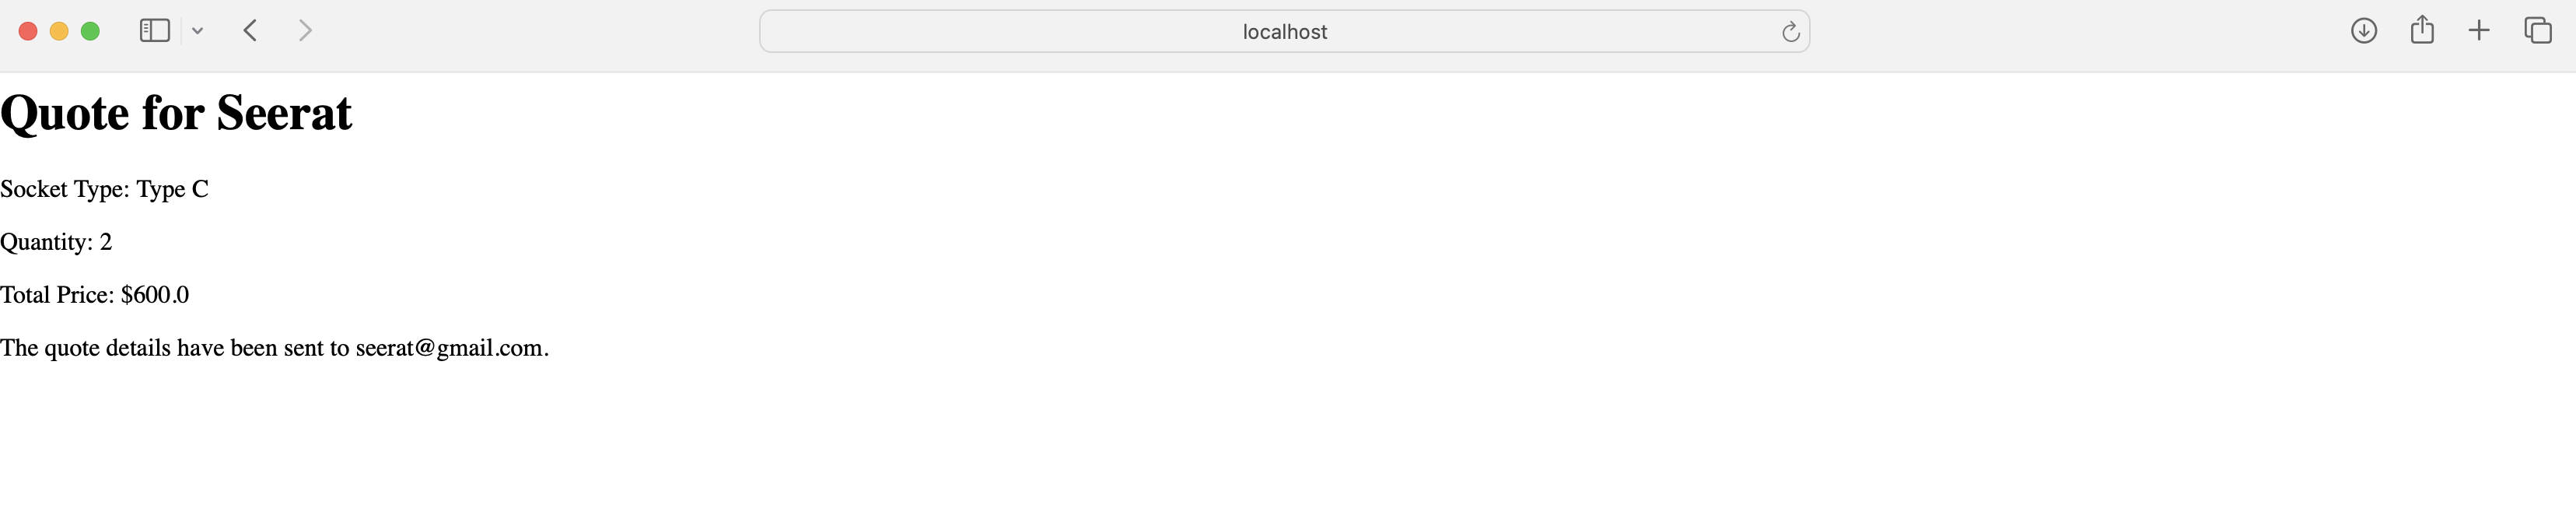 localhost
Quote for Seerat
Socket Type: Type C
Quantity: 2
Total Price: $600.0
The quote details have been sent to seerat@gmail.com.